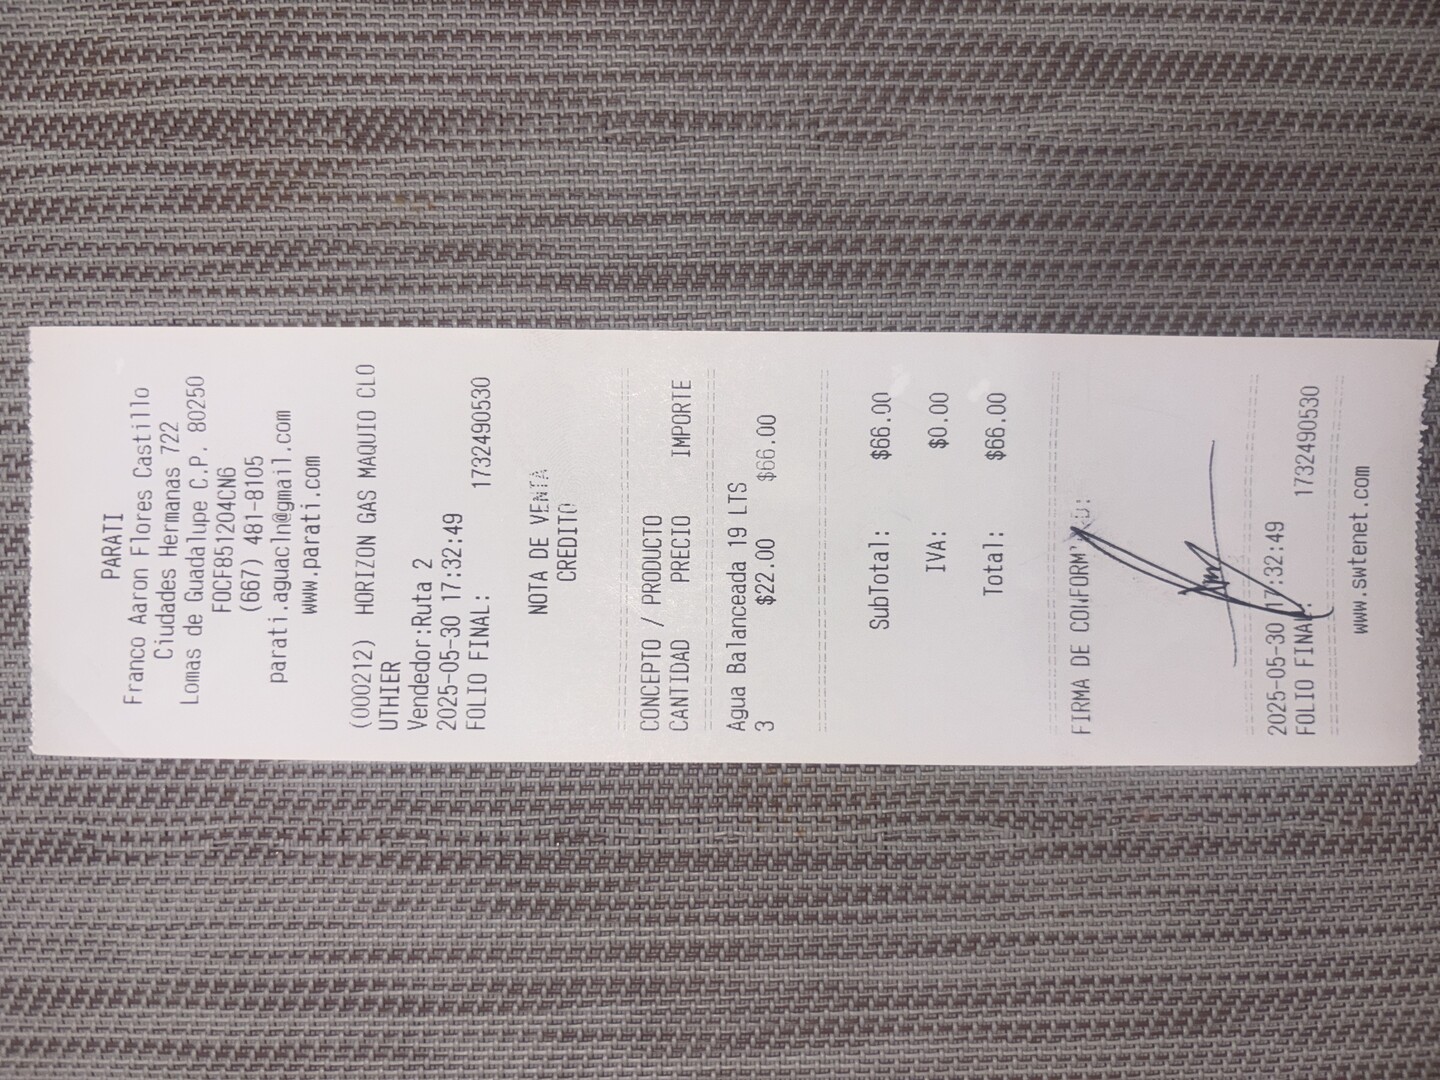 PARATI
Franco Aaron Flores Castillo
Ciudades Hermanas 722
Lomas de Guadalupe C.P. 80250
FOCF851204CN6
(667) 481-8105
parati.aguacln@gmail.com
www.parati.com
(000212) HORIZON GAS MAQUIO CLO
UTHIER
Vendedor:Ruta 2
2025-05-30 17:32:49
FOLIO FINAL: 1732490530
NOTA DE VENTA
CREDITO
CONCEPTO / PRODUCTO
CANTIDAD PRECIO IMPORTE
Agua Balanceada 19 LTS
3 $22.00 $66.00
SubTotal: $66.00
IVA: $0.00
Total: $66.00
FIRMA DE
2025-05-30 17:32:49
FOLIO FINAL: 1732490530
www.swtenet.com